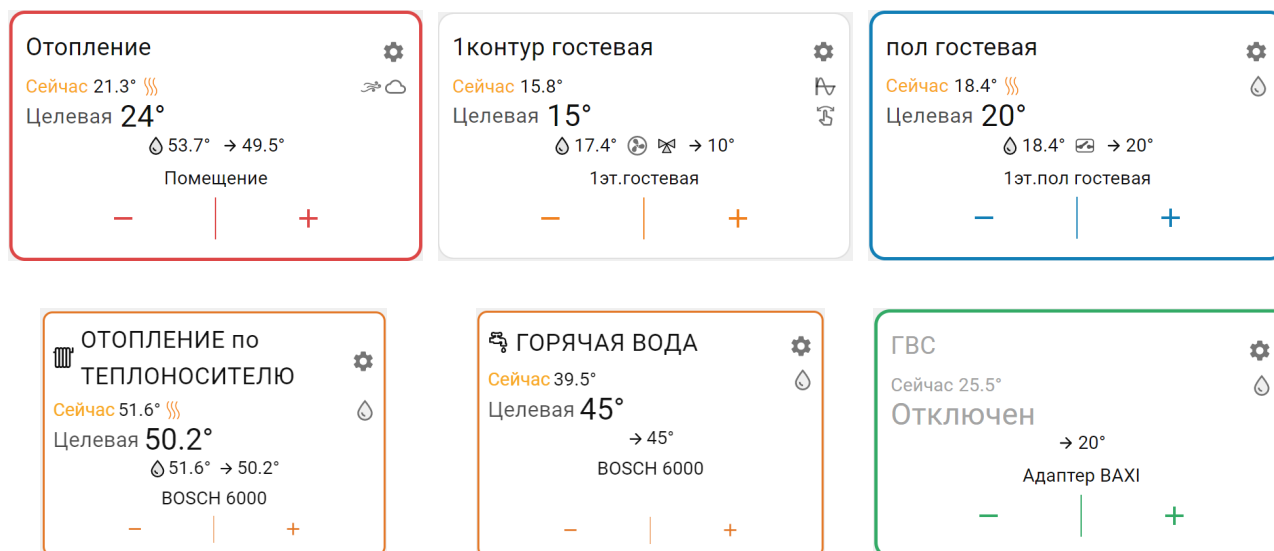 Отопление
Сейчас 21.3°
Целевая 24°
53.7° → 49.5°
Помещение
− +
1контур гостевая
Сейчас 15.8°
Целевая 15°
17.4° → 10°
1эт.гостевая
− +
пол гостевая
Сейчас 18.4°
Целевая 20°
18.4° → 20°
1эт.пол гостевая
− +
ОТОПЛЕНИЕ по
ТЕПЛОНОСИТЕЛЮ
Сейчас 51.6°
Целевая 50.2°
51.6° → 50.2°
BOSCH 6000
− +
ГОРЯЧАЯ ВОДА
Сейчас 39.5°
Целевая 45°
→ 45°
BOSCH 6000
− +
ГВС
Сейчас 25.5°
Отключен
→ 20°
Адаптер BAXI
− +